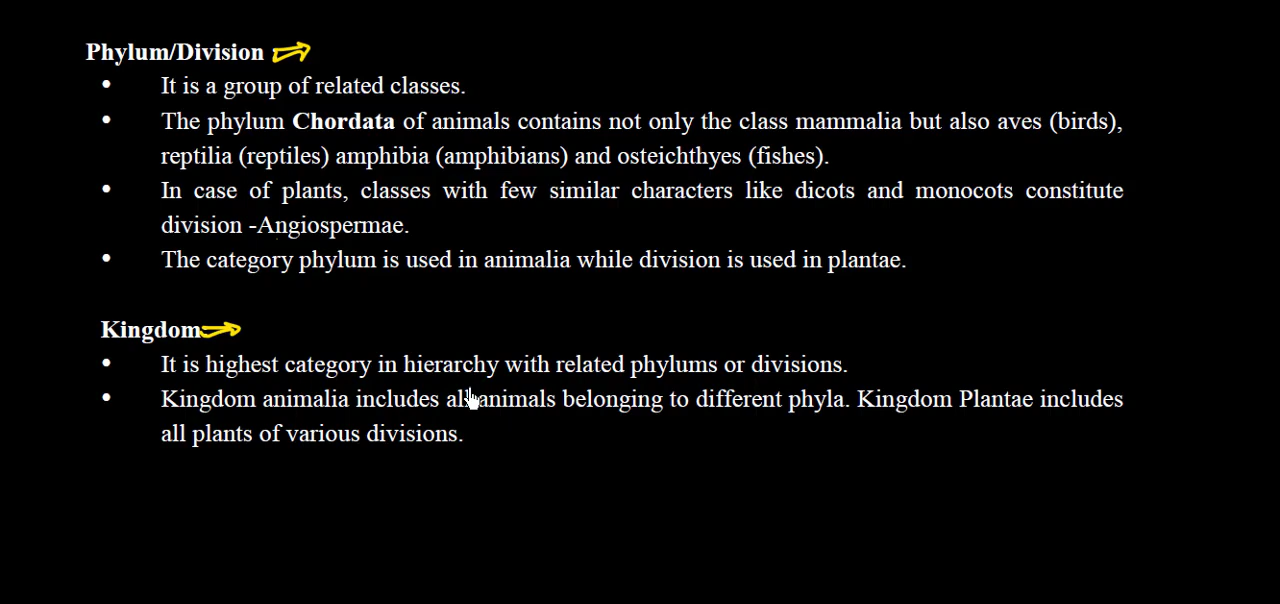 Phylum/Division
• It is a group of related classes.
• The phylum Chordata of animals contains not only the class mammalia but also aves (birds),
reptilia (reptiles) amphibia (amphibians) and osteichthyes (fishes).
• In case of plants, classes with few similar characters like dicots and monocots constitute
division -Angiospermae.
• The category phylum is used in animalia while division is used in plantae.
Kingdom
• It is highest category in hierarchy with related phylums or divisions.
• Kingdom animalia includes all animals belonging to different phyla. Kingdom Plantae includes
all plants of various divisions.